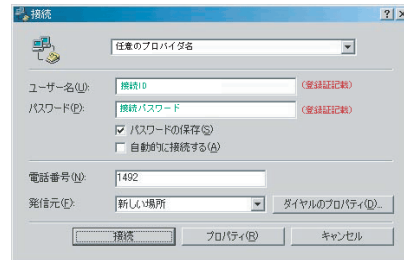 接続
任意のプロバイダ名
ユーザー名(U): 接続ID (登録証記載)
パスワード(P): 接続パスワード (登録証記載)
パスワードの保存(S)
自動的に接続する(A)
電話番号(N): 1492
発信元(F): 新しい場所 ダイヤルのプロパティ(D)...
接続 プロパティ(R) キャンセル